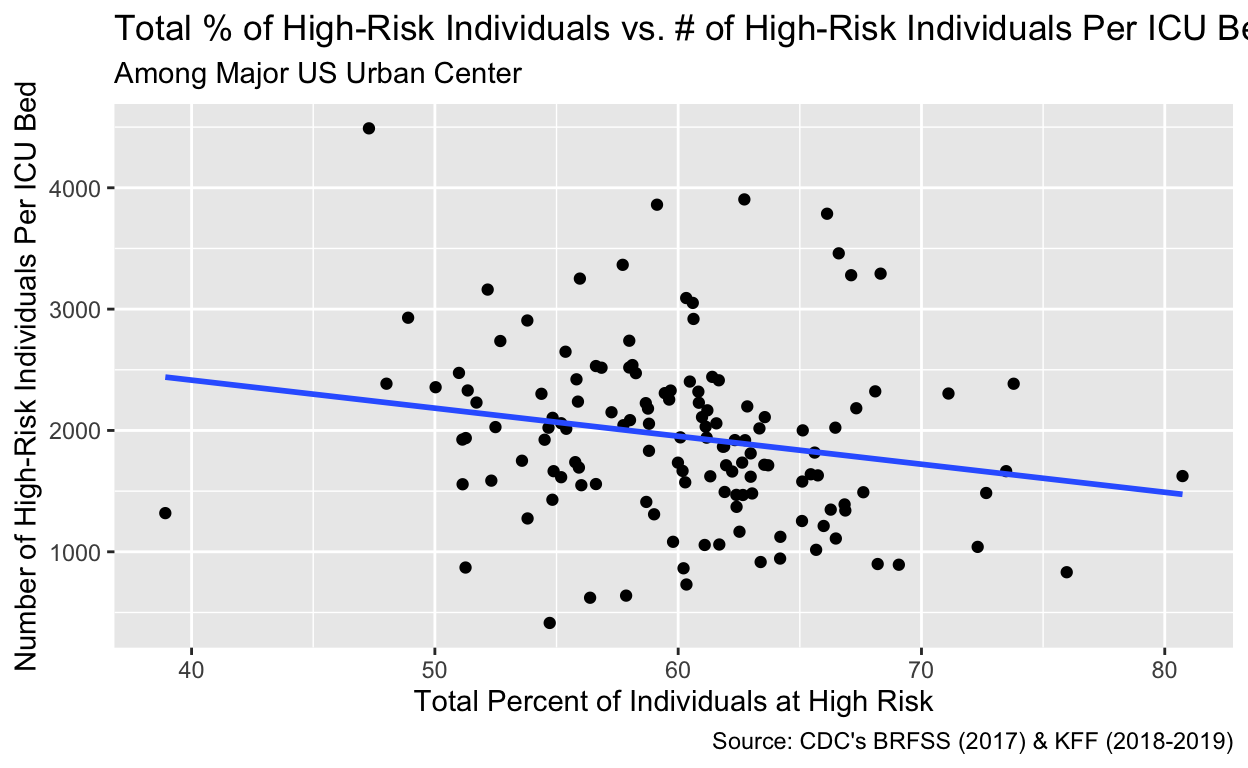 Total % of High-Risk Individuals vs. # of High-Risk Individuals Per ICU Be
Among Major US Urban Center
Number of High-Risk Individuals Per ICU Bed
4000
3000
2000
1000
40 50 60 70 80
Total Percent of Individuals at High Risk
Source: CDC's BRFSS (2017) & KFF (2018-2019)